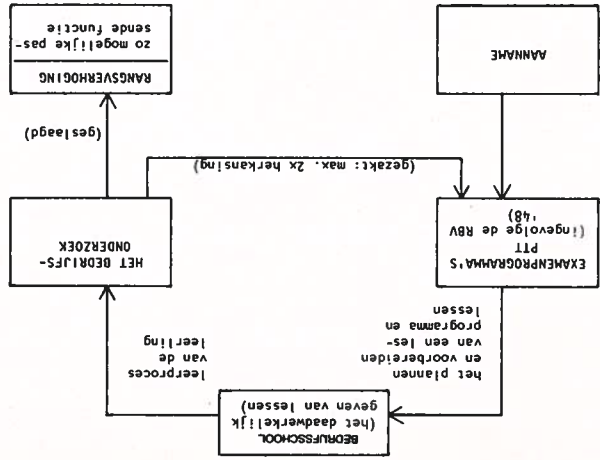 BEDRIJFSSCHOOL
(het daadwerkelijk
geven van lessen)
het plannen
en voorbereiden
van een les-
programma en
lessen
leerproces
van de
leerling
EXAMENPROGRAMMA'S
PTT
(ingevolge de RBV
'48)
HET BEDRIJFS-
ONDERZOEK
(gezakt: max. 2x herkansing)
(geslaagd)
AANNAME
RANGSVERHOGING
zo mogelijke pas-
sende functie